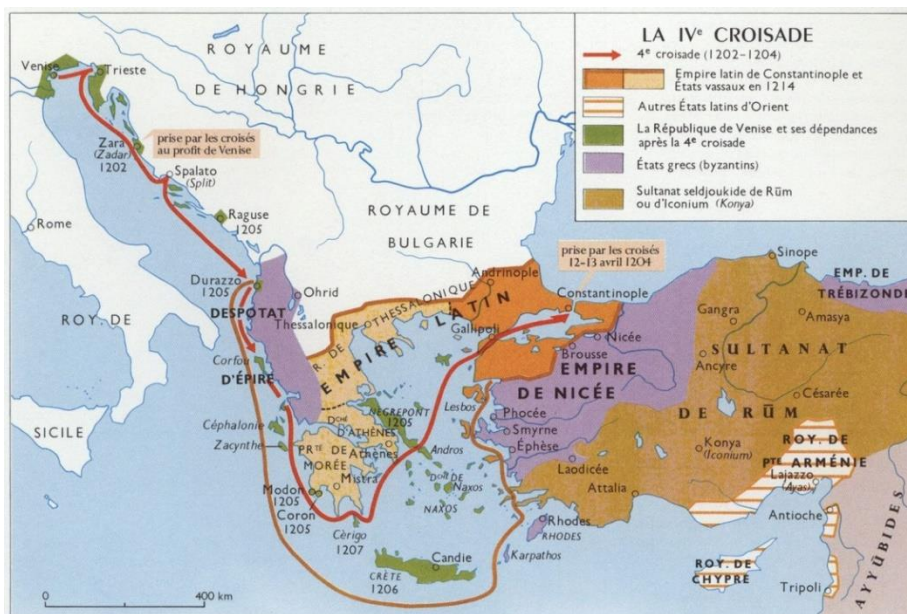 LA IVe CROISADE
4e croisade (1202-1204)
Empire latin de Constantinople et
États vassaux en 1214
Autres États latins d'Orient
La République de Venise et ses dépendances
après la 4e croisade
États grecs (byzantins)
Sultanat seldjoukide de Rūm
ou d'Iconium (Konya)
ROYAUME
DE HONGRIE
Venise
Trieste
Zara
(Zadar)
1202
prise par les croisés
au profit de Venise
Spalato
(Split)
Raguse
1205
Rome
ROYAUME DE
BULGARIE
prise par les croisés
12-13 avril 1204
Sinope
Durazzo
1205
Ohrid
Andrinople
Constantinople
EMP. DE
TRÉBIZONDE
DESPOTAT
D'ÉPIRE
Thessalonique
R. DE THESSALONIQUE
EMPIRE LATIN
Gallipoli
Gangra
Amasya
ROY. DE
SICILE
Corfou
Nicée
Brousse
EMPIRE
DE NICÉE
SULTANAT
DE RŪM
Ancyre
Césarée
Lesbos
NÉGREPONT
1205
Phocée
Smyrne
Éphèse
Céphalonie
Zacynthe
Dché
D'ATHÈNES
Athènes
PRTÉ DE
MORÉE
Mistra
Andros
Konya
(Iconium)
ROY. DE
PTE ARMÉNIE
Lajazzo
(Ayas)
Laodicée
Attalia
Modon
1205
Coron
1205
Naxos
NAXOS
Antioche
Cérigo
1207
Rhodes
RHODES
Karpathos
Candie
CRÈTE
1206
ROY. DE
CHYPRE
Tripoli
AYYŪBIDES
0
400 km